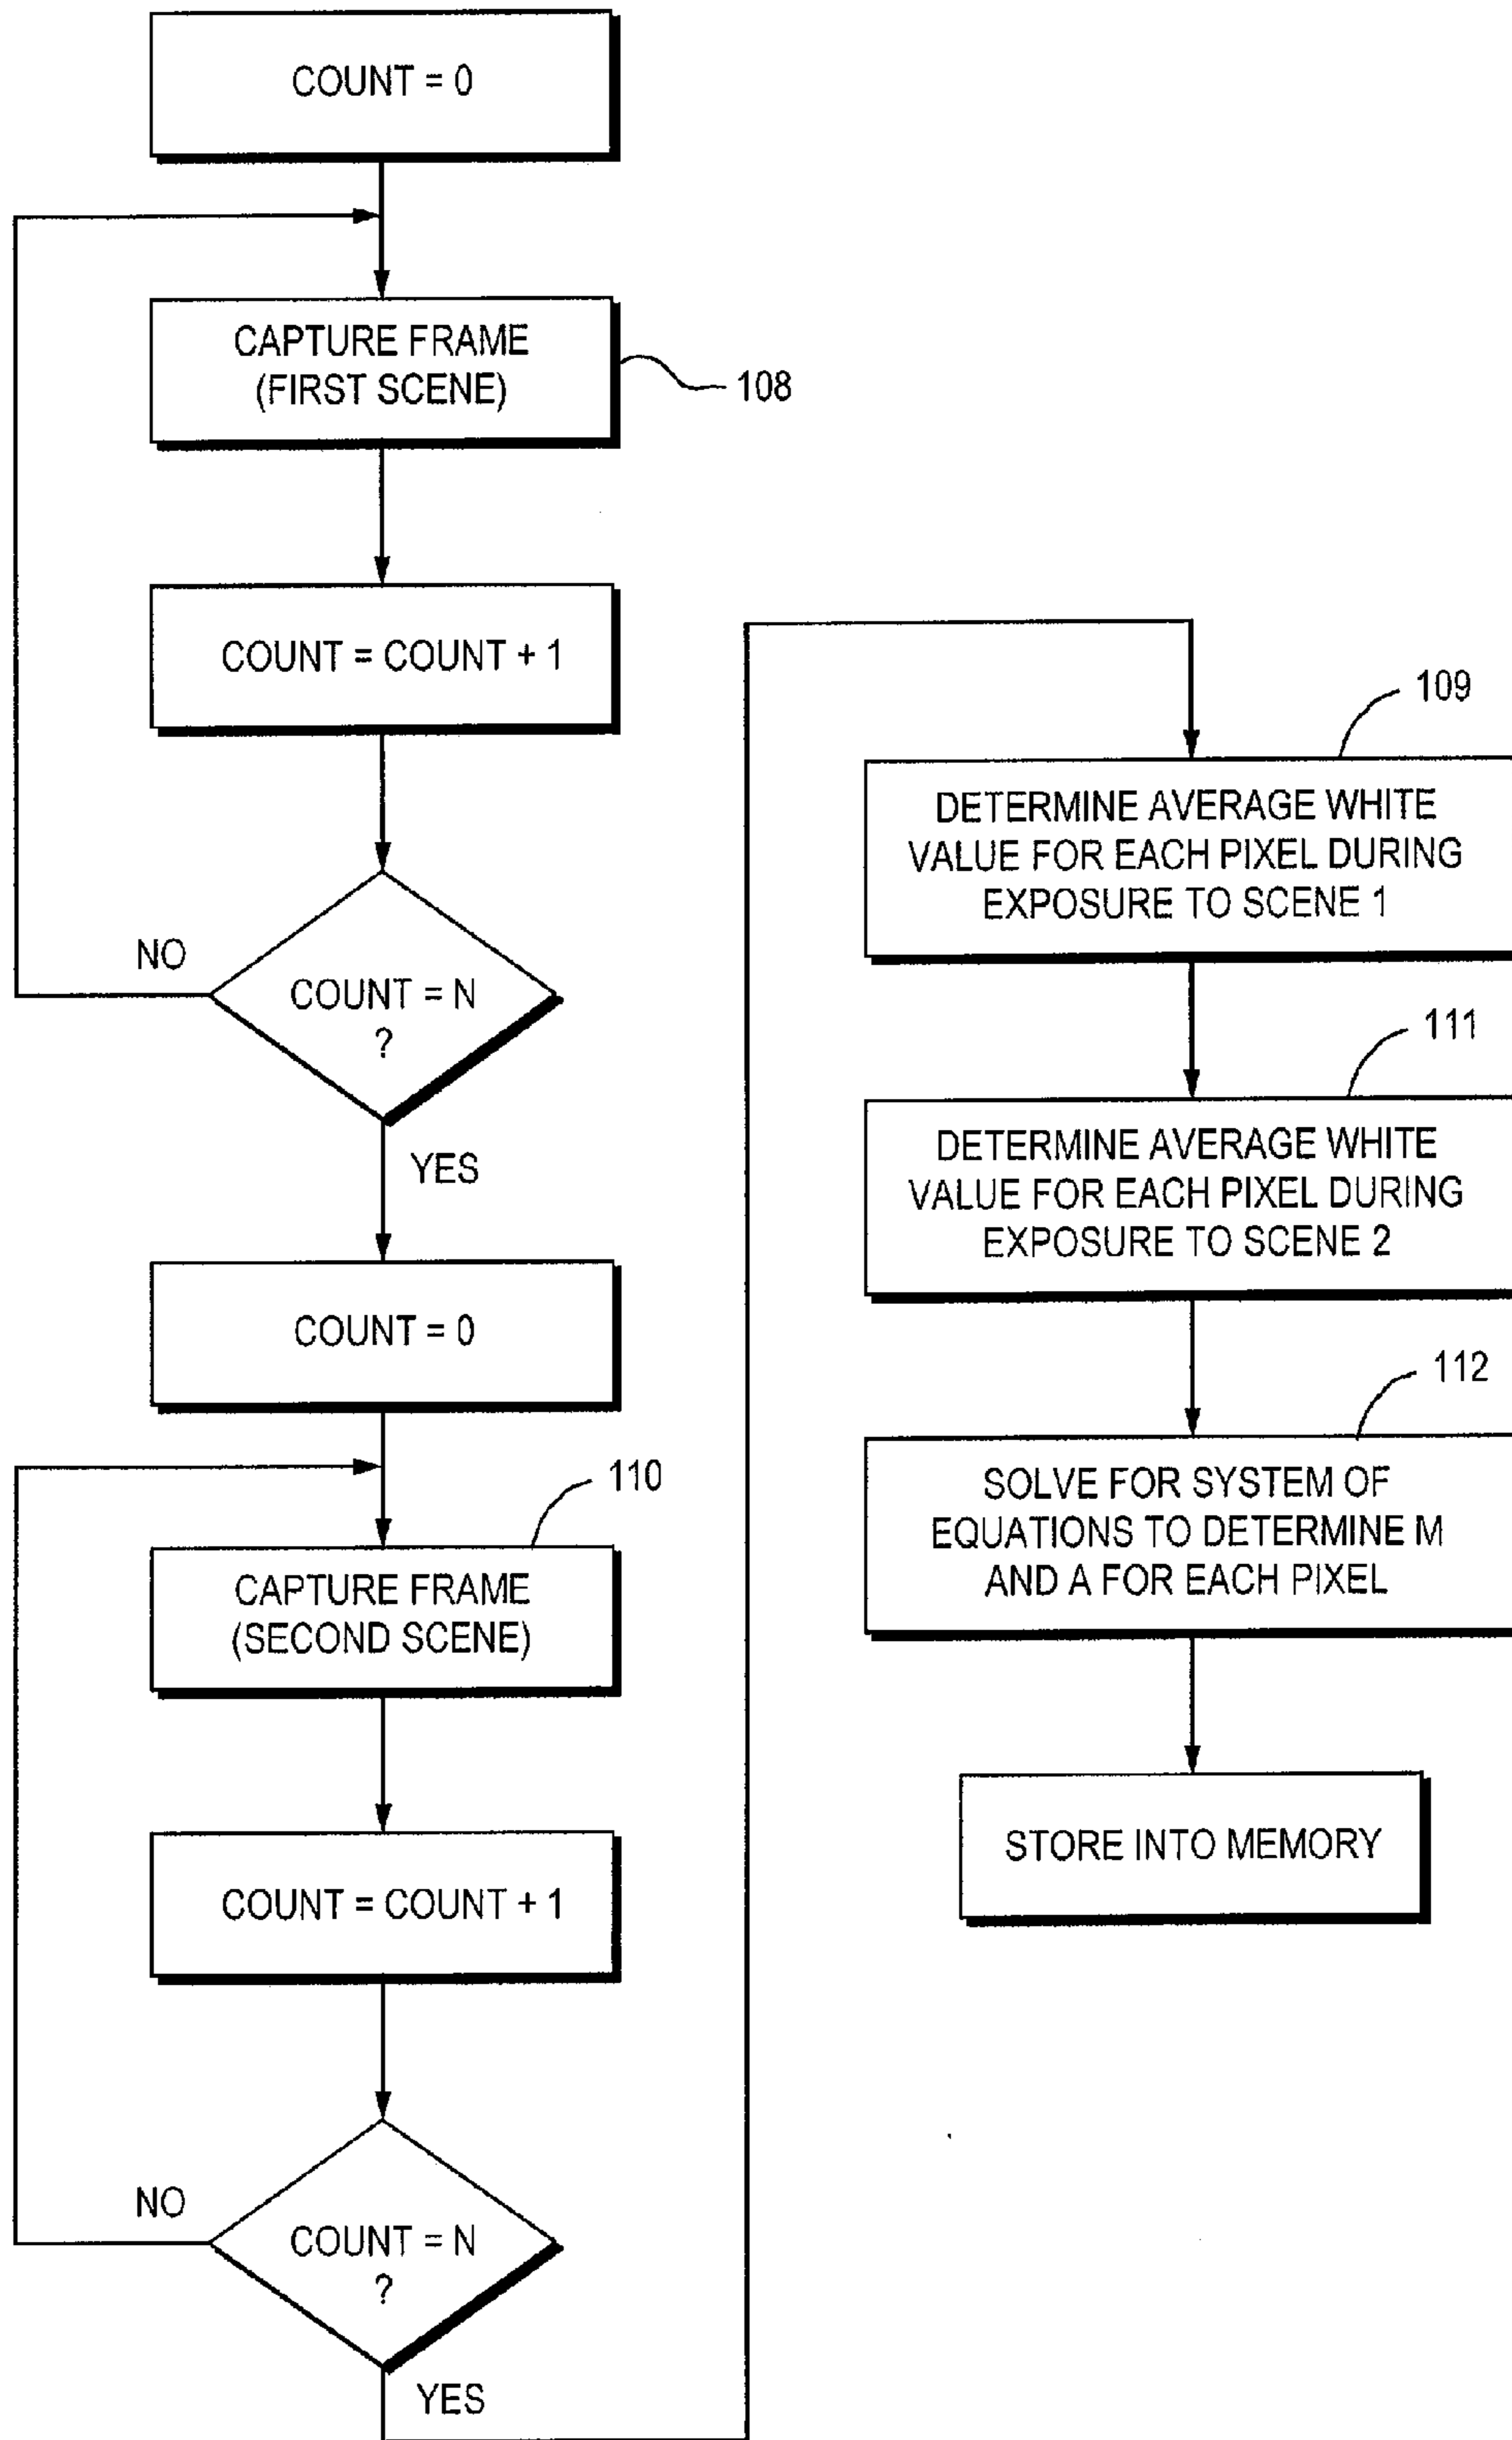 COUNT = 0
CAPTURE FRAME
(FIRST SCENE)
108
COUNT = COUNT + 1
NO
COUNT = N
?
YES
COUNT = 0
110
CAPTURE FRAME
(SECOND SCENE)
COUNT = COUNT + 1
NO
COUNT = N
?
YES
109
DETERMINE AVERAGE WHITE
VALUE FOR EACH PIXEL DURING
EXPOSURE TO SCENE 1
111
DETERMINE AVERAGE WHITE
VALUE FOR EACH PIXEL DURING
EXPOSURE TO SCENE 2
112
SOLVE FOR SYSTEM OF
EQUATIONS TO DETERMINE M
AND A FOR EACH PIXEL
STORE INTO MEMORY